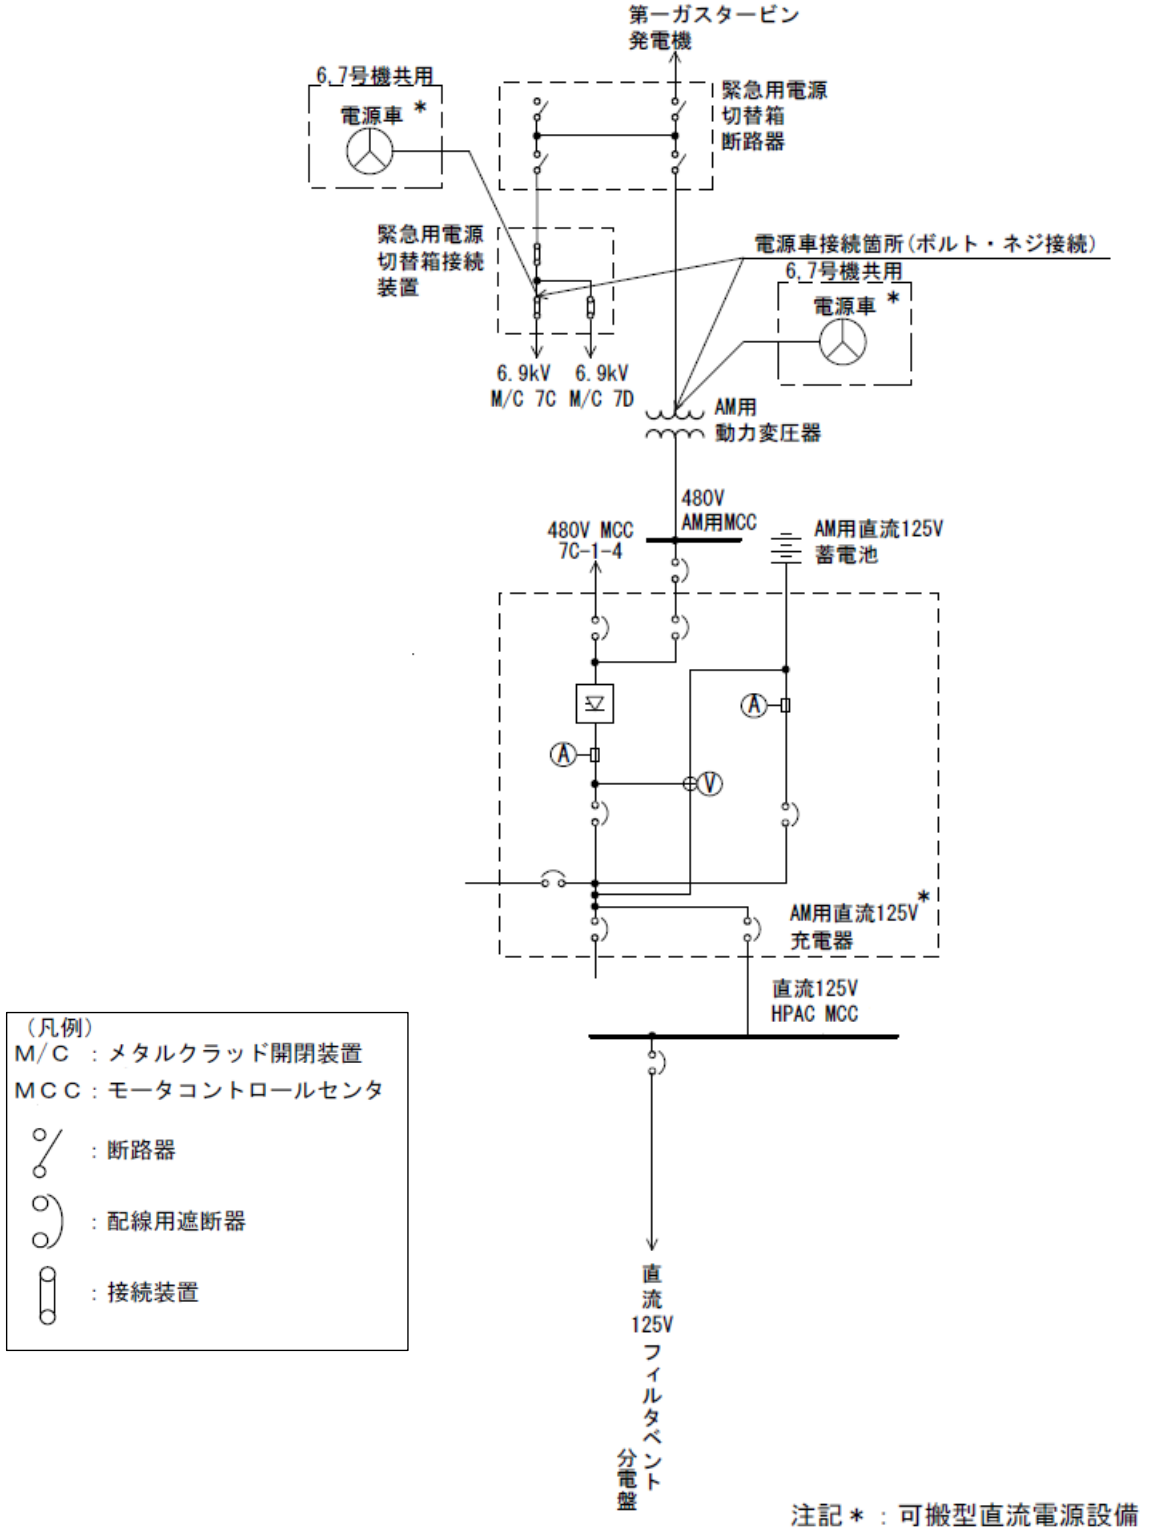 第一ガスタービン
発電機
6,7号機共用
電源車 *
緊急用電源
切替箱
断路器
緊急用電源
切替箱接続
装置
電源車接続箇所(ボルト・ネジ接続)
6,7号機共用
電源車 *
6.9kV
M/C 7C
6.9kV
M/C 7D
AM用
動力変圧器
480V
AM用MCC
480V MCC
7C-1-4
AM用直流125V
蓄電池
A
A
V
AM用直流125V*
充電器
直流125V
HPAC MCC
(凡例)
M/C :メタルクラッド開閉装置
MCC:モータコントロールセンタ
:断路器
:配線用遮断器
:接続装置
直流125Vフィルタベント
分電盤
注記*:可搬型直流電源設備